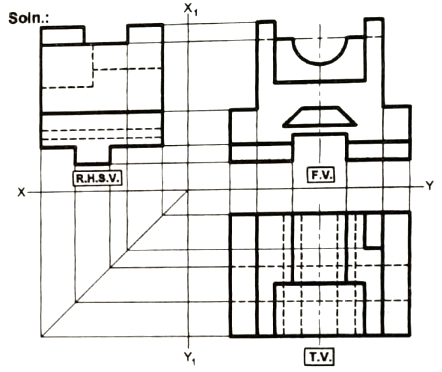 Soln.:
X₁
R.H.S.V.
F.V.
X
Y
Y₁
T.V.